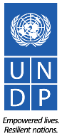 U N
D P
Empowered lives.
Resilient nations.